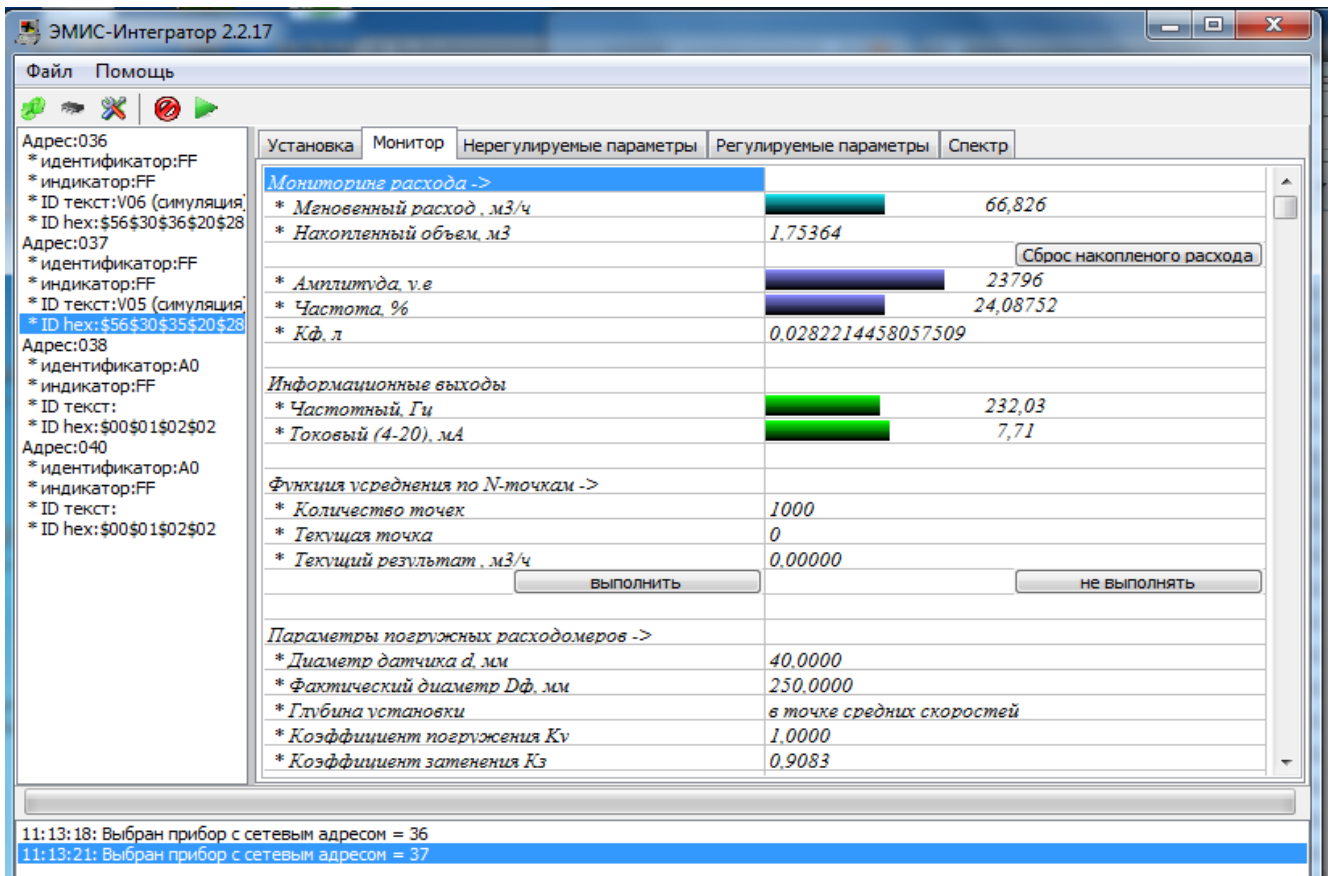 ЭМИС-Интегратор 2.2.17
Файл Помощь
Адрес:036
* идентификатор:FF
* индикатор:FF
* ID текст:V06 (симуляция)
* ID hex:$56$30$36$20$28
Адрес:037
* идентификатор:FF
* индикатор:FF
* ID текст:V05 (симуляция)
* ID hex:$56$30$35$20$28
Адрес:038
* идентификатор:A0
* индикатор:FF
* ID текст:
* ID hex:$00$01$02$02
Адрес:040
* идентификатор:A0
* индикатор:FF
* ID текст:
* ID hex:$00$01$02$02
Установка Монитор Нерегулируемые параметры Регулируемые параметры Спектр
Мониторинг расхода ->
* Мгновенный расход , м3/ч 66,826
* Накопленный объем, м3 1,75364
Сброс накопленого расхода
* Амплитуда, у.е 23796
* Частота, % 24,08752
* Кф, л 0,0282214458057509
Информационные выходы
* Частотный, Гц 232,03
* Токовый (4-20), мА 7,71
Функция усреднения по N-точкам ->
* Количество точек 1000
* Текущая точка 0
* Текущий результат , м3/ч 0,00000
выполнить не выполнять
Параметры погружных расходомеров ->
* Диаметр датчика d, мм 40,0000
* Фактический диаметр Dф, мм 250,0000
* Глубина установки в точке средних скоростей
* Коэффициент погружения Kv 1,0000
* Коэффициент затенения Кз 0,9083
11:13:18: Выбран прибор с сетевым адресом = 36
11:13:21: Выбран прибор с сетевым адресом = 37